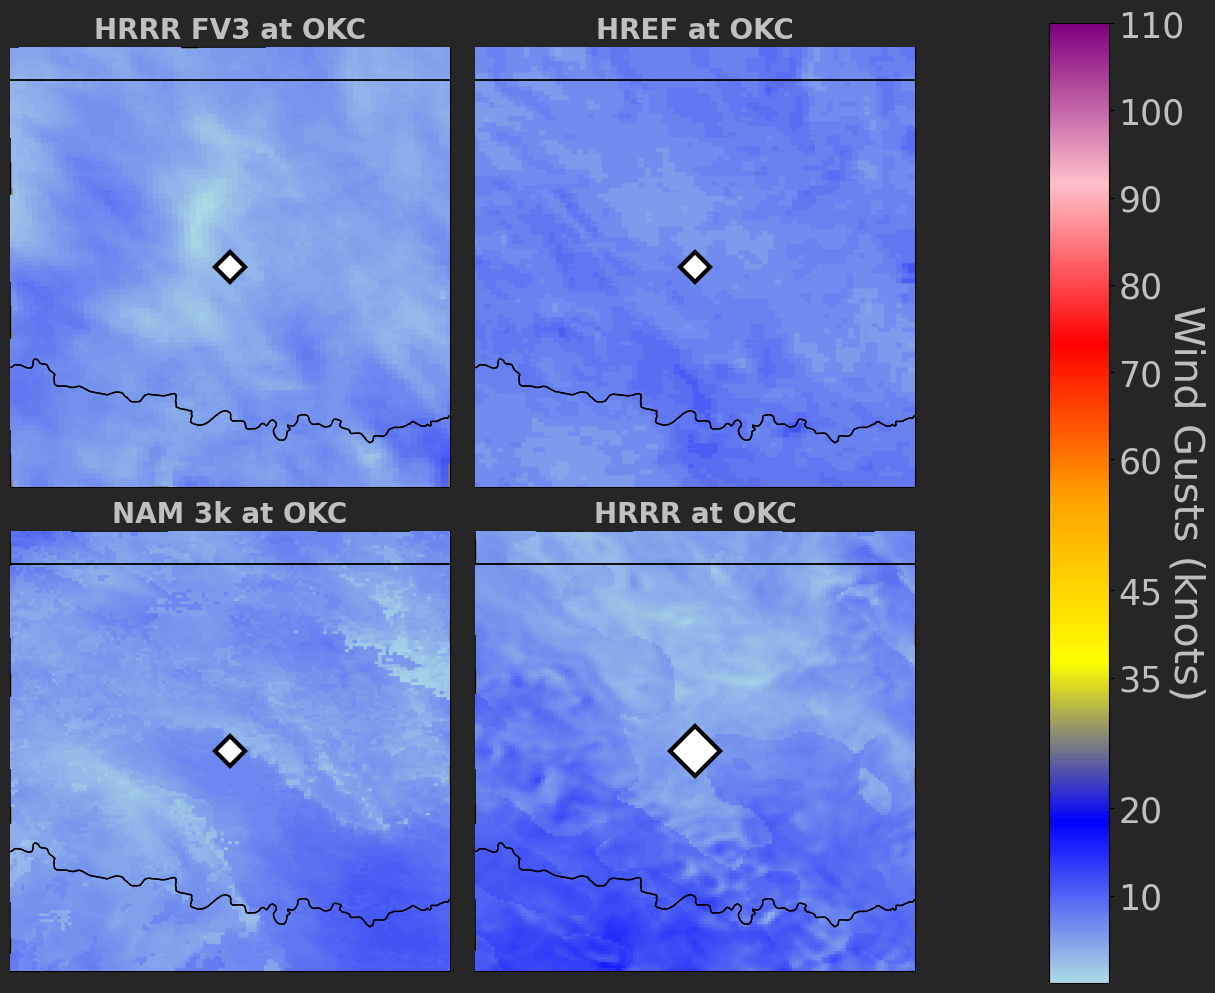 HRRR FV3 at OKC
HREF at OKC
NAM 3k at OKC
HRRR at OKC
110
100
90
80
70
60
45
35
20
10
Wind Gusts (knots)